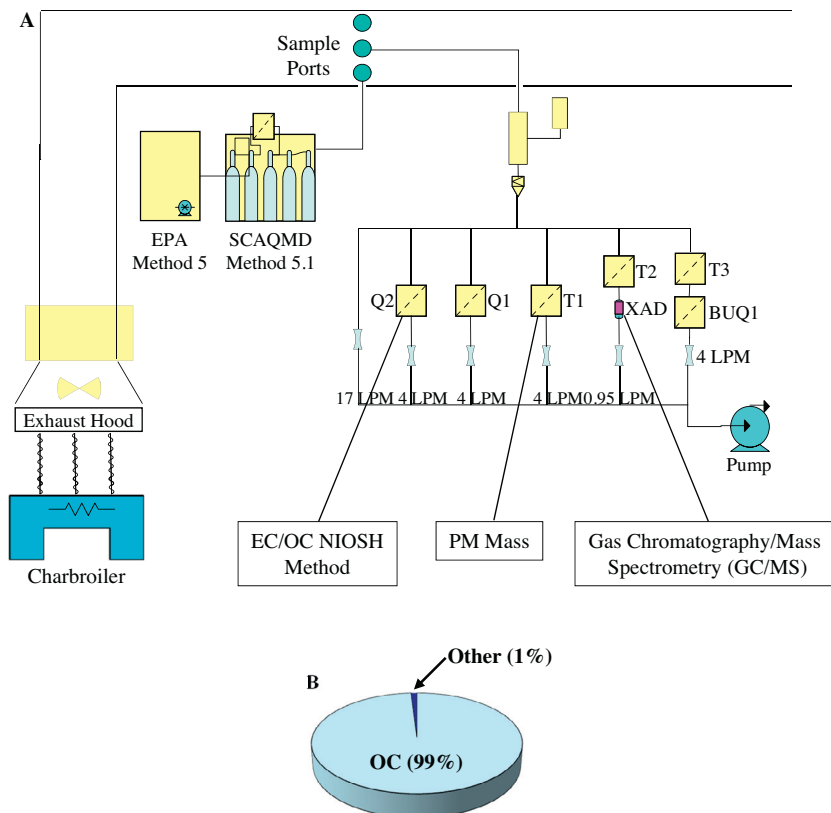 A
Sample
Ports
EPA
Method 5
SCAQMD
Method 5.1
Q2
Q1
T1
T2
T3
XAD
BUQ1
4 LPM
17 LPM
4 LPM
4 LPM
4 LPM
0.95 LPM
Exhaust Hood
Pump
Charbroiler
EC/OC NIOSH
Method
PM Mass
Gas Chromatography/Mass
Spectrometry (GC/MS)
Other (1%)
B
OC (99%)